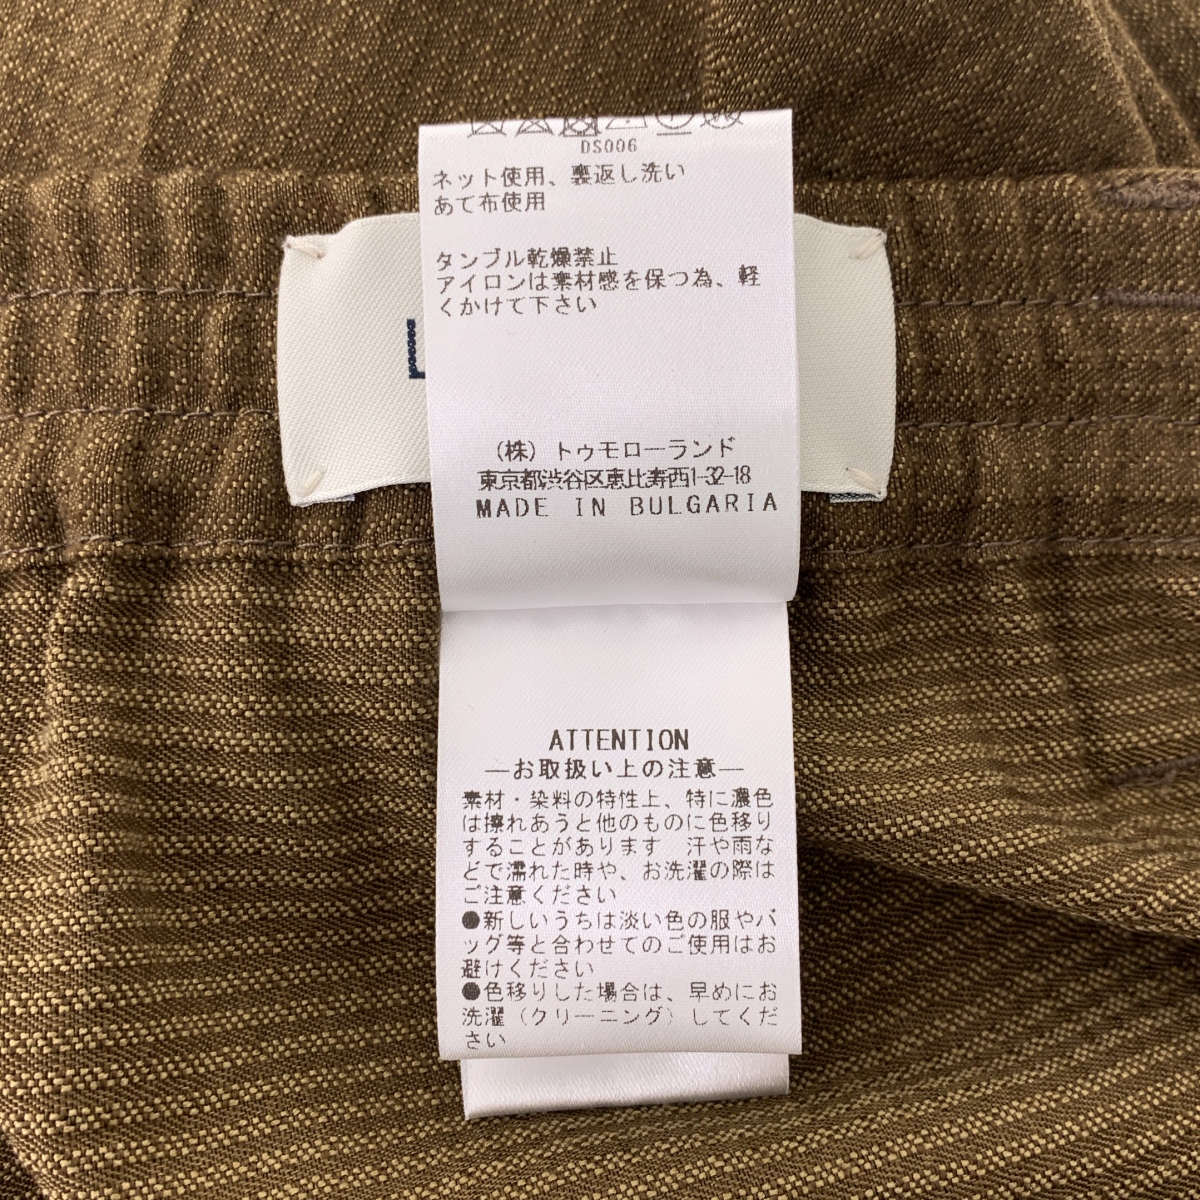 DS006
ネット使用、裏返し洗い
あて布使用
タンブル乾燥禁止
アイロンは素材感を保つ為、軽
くかけて下さい
(株) トゥモローランド
東京都渋谷区恵比寿西1-32-18
MADE IN BULGARIA
ATTENTION
—お取扱い上の注意—
素材・染料の特性上、特に濃色
は擦れあうと他のものに色移り
することがあります 汗や雨な
どで濡れた時や、お洗濯の際は
ご注意ください
●新しいうちは淡い色の服やバ
ッグ等と合わせてのご使用はお
避けください
●色移りした場合は、早めにお
洗濯（クリーニング）してくだ
さい